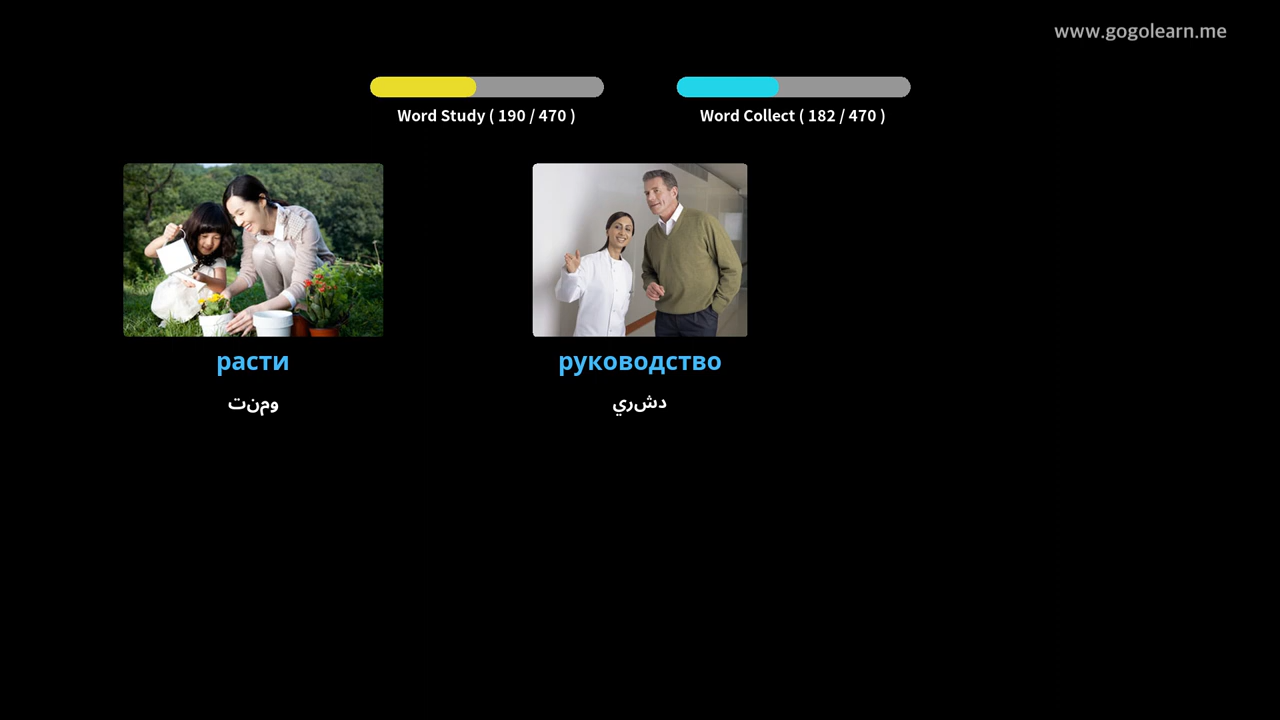 www.gogolearn.me
Word Study ( 190 / 470 )
Word Collect ( 182 / 470 )
расти
руководство
ومنت
دشري